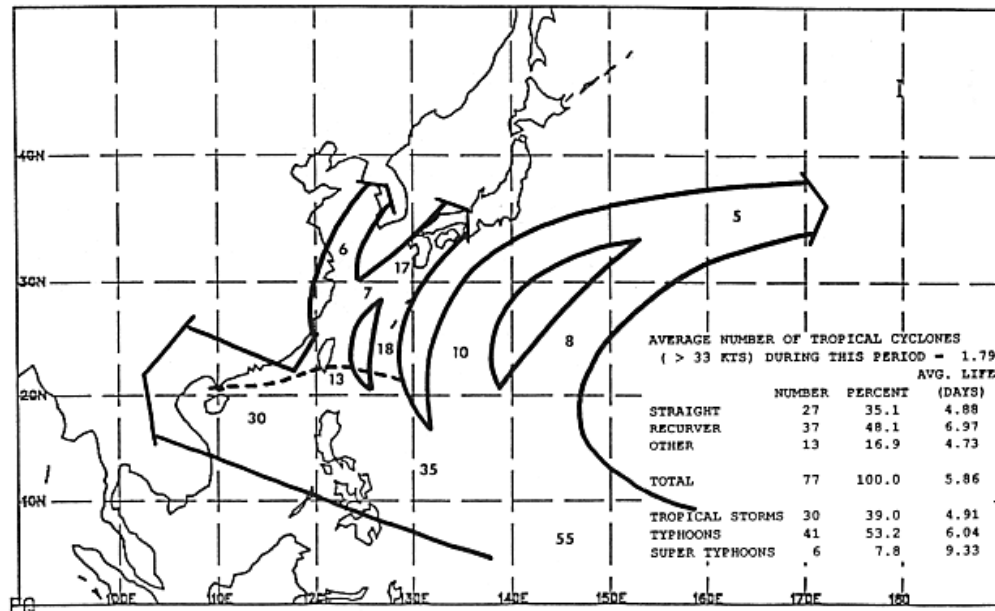 I
40N
5
6
17
30N
7
AVERAGE NUMBER OF TROPICAL CYCLONES
( > 33 KTS) DURING THIS PERIOD = 1.79
18
10
8
AVG. LIFE
13
NUMBER PERCENT (DAYS)
20N
30
STRAIGHT 27 35.1 4.88
RECURVER 37 48.1 6.97
OTHER 13 16.9 4.73
35
TOTAL 77 100.0 5.86
10N
TROPICAL STORMS 30 39.0 4.91
55
TYPHOONS 41 53.2 6.04
SUPER TYPHOONS 6 7.8 9.33
EQ 100E 110E 120E 130E 140E 150E 160E 170E 180